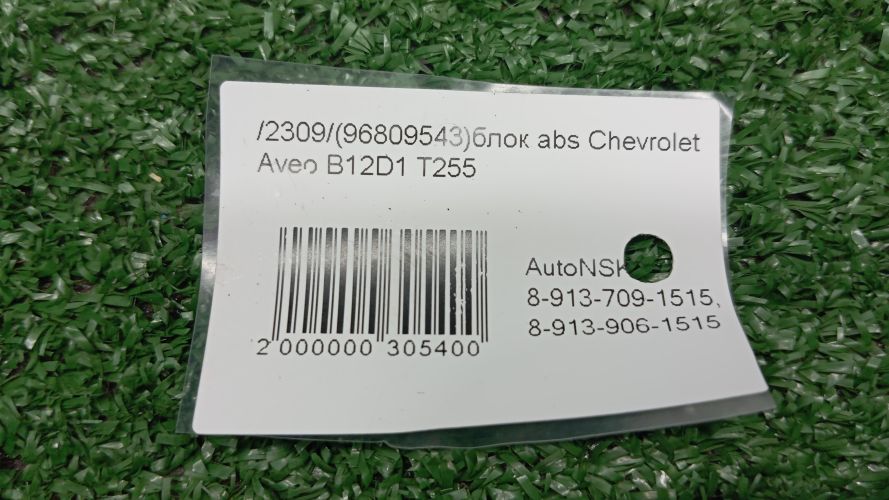 /2309/(96809543)блок abs Chevrolet
Aveo B12D1 T255
2 000000 305400
AutoNSK
8-913-709-1515,
8-913-906-1515